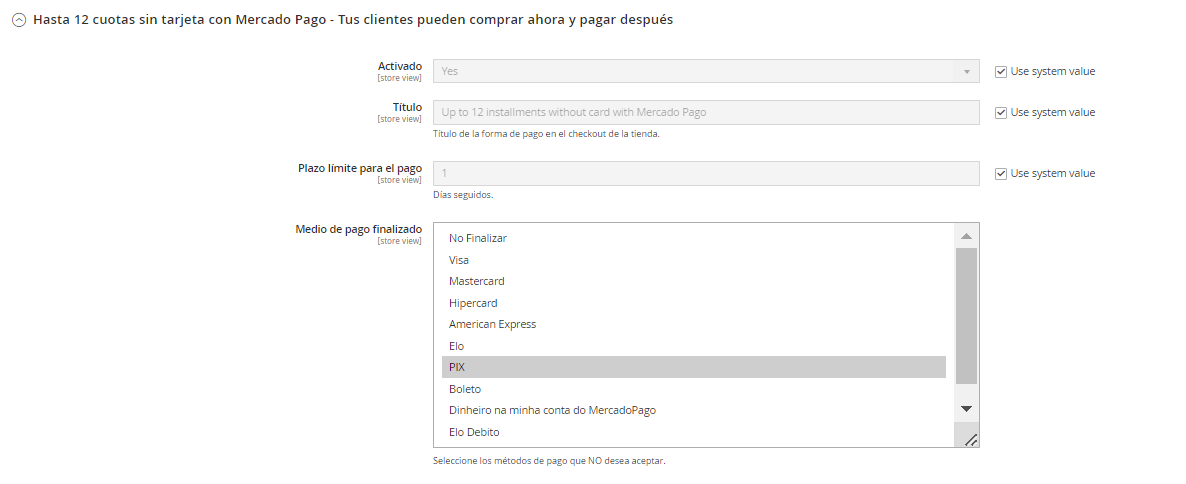 Hasta 12 cuotas sin tarjeta con Mercado Pago - Tus clientes pueden comprar ahora y pagar después
Activado
[store view]
Yes
Use system value
Título
[store view]
Up to 12 installments without card with Mercado Pago
Use system value
Título de la forma de pago en el checkout de la tienda.
Plazo límite para el pago
[store view]
1
Use system value
Días seguidos.
Medio de pago finalizado
[store view]
No Finalizar
Visa
Mastercard
Hipercard
American Express
Elo
PIX
Boleto
Dinheiro na minha conta do MercadoPago
Elo Debito
Seleccione los métodos de pago que NO desea aceptar.